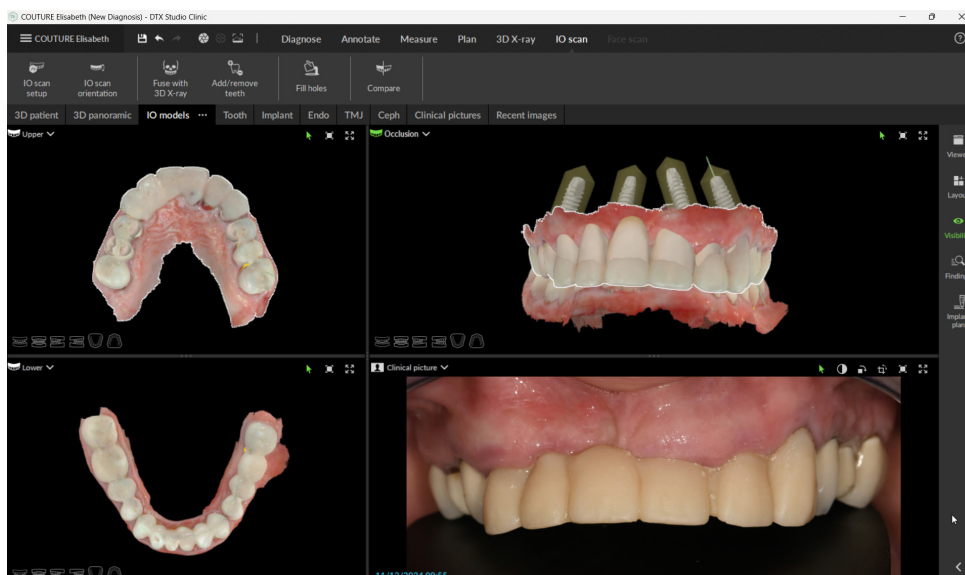 COUTURE Elisabeth (New Diagnosis) - DTX Studio Clinic
COUTURE Elisabeth
Diagnose Annotate Measure Plan 3D X-ray IO scan Face scan
IO scan setup
IO scan orientation
Fuse with 3D X-ray
Add/remove teeth
Fill holes
Compare
3D patient 3D panoramic IO models ... Tooth Implant Endo TMJ Ceph Clinical pictures Recent images
Upper
Occlusion
Lower
Clinical picture
Layou
Visibili
Finding
Implan
plan